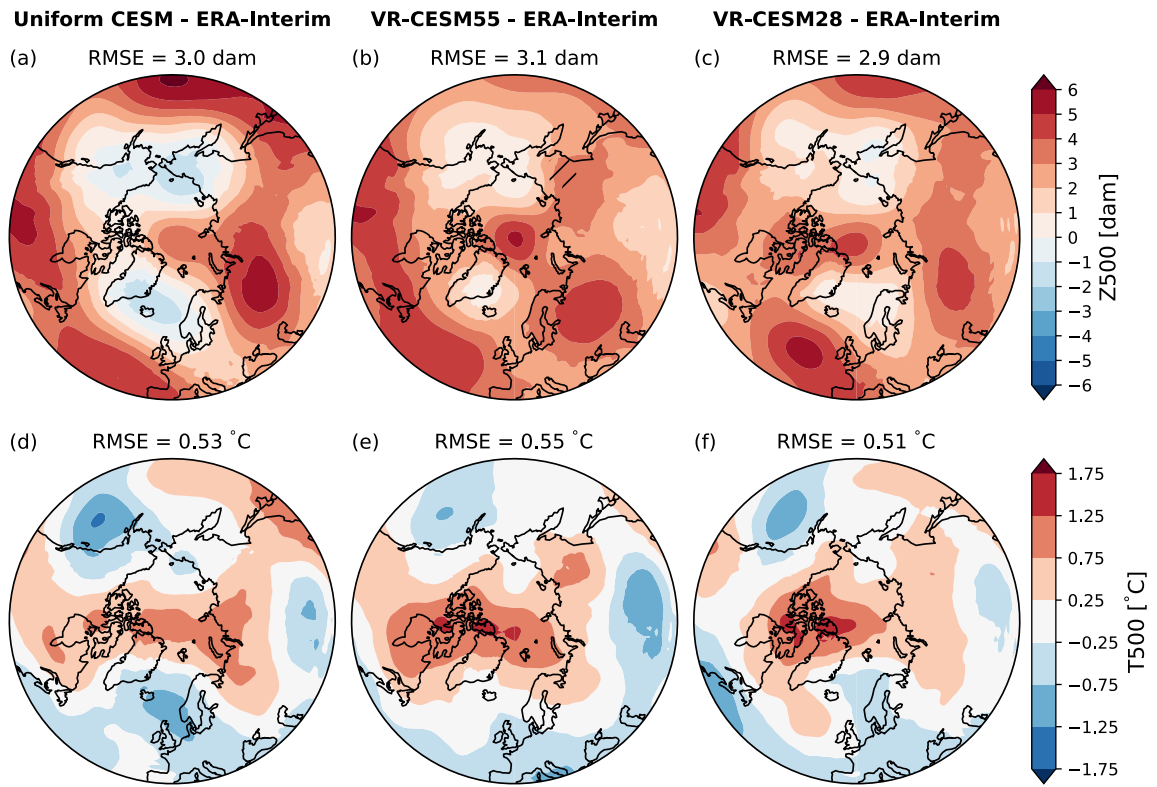 Uniform CESM - ERA-Interim
VR-CESM55 - ERA-Interim
VR-CESM28 - ERA-Interim
(a)
RMSE = 3.0 dam
(b)
RMSE = 3.1 dam
(c)
RMSE = 2.9 dam
6
5
4
3
2
1
0
−1
−2
−3
−4
−5
−6
Z500 [dam]
(d)
RMSE = 0.53 °C
(e)
RMSE = 0.55 °C
(f)
RMSE = 0.51 °C
1.75
1.25
0.75
0.25
−0.25
−0.75
−1.25
−1.75
T500 [°C]